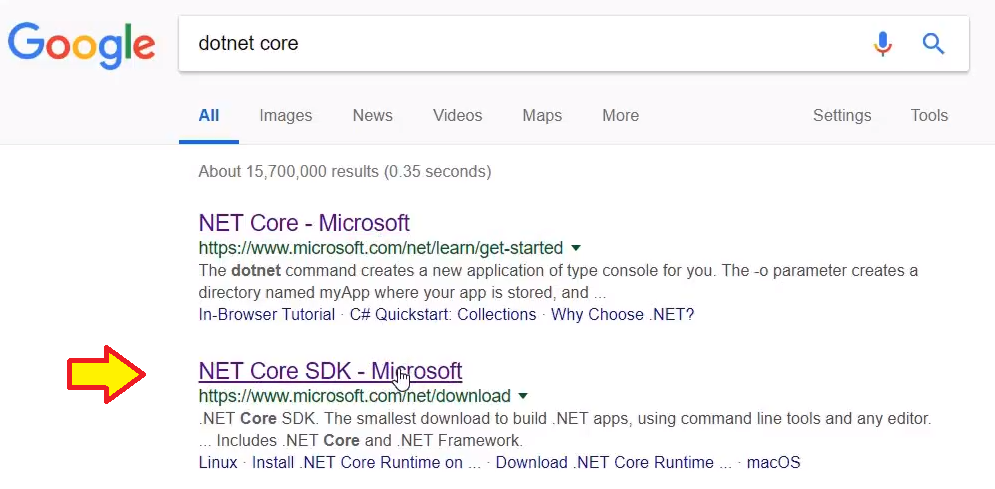 Google
dotnet core
All Images News Videos Maps More Settings Tools
About 15,700,000 results (0.35 seconds)
NET Core - Microsoft
https://www.microsoft.com/net/learn/get-started
The dotnet command creates a new application of type console for you. The -o parameter creates a
directory named myApp where your app is stored, and ...
In-Browser Tutorial · C# Quickstart: Collections · Why Choose .NET?
NET Core SDK - Microsoft
https://www.microsoft.com/net/download
.NET Core SDK. The smallest download to build .NET apps, using command line tools and any editor.
... Includes .NET Core and .NET Framework.
Linux · Install .NET Core Runtime on ... · Download .NET Core Runtime ... · macOS